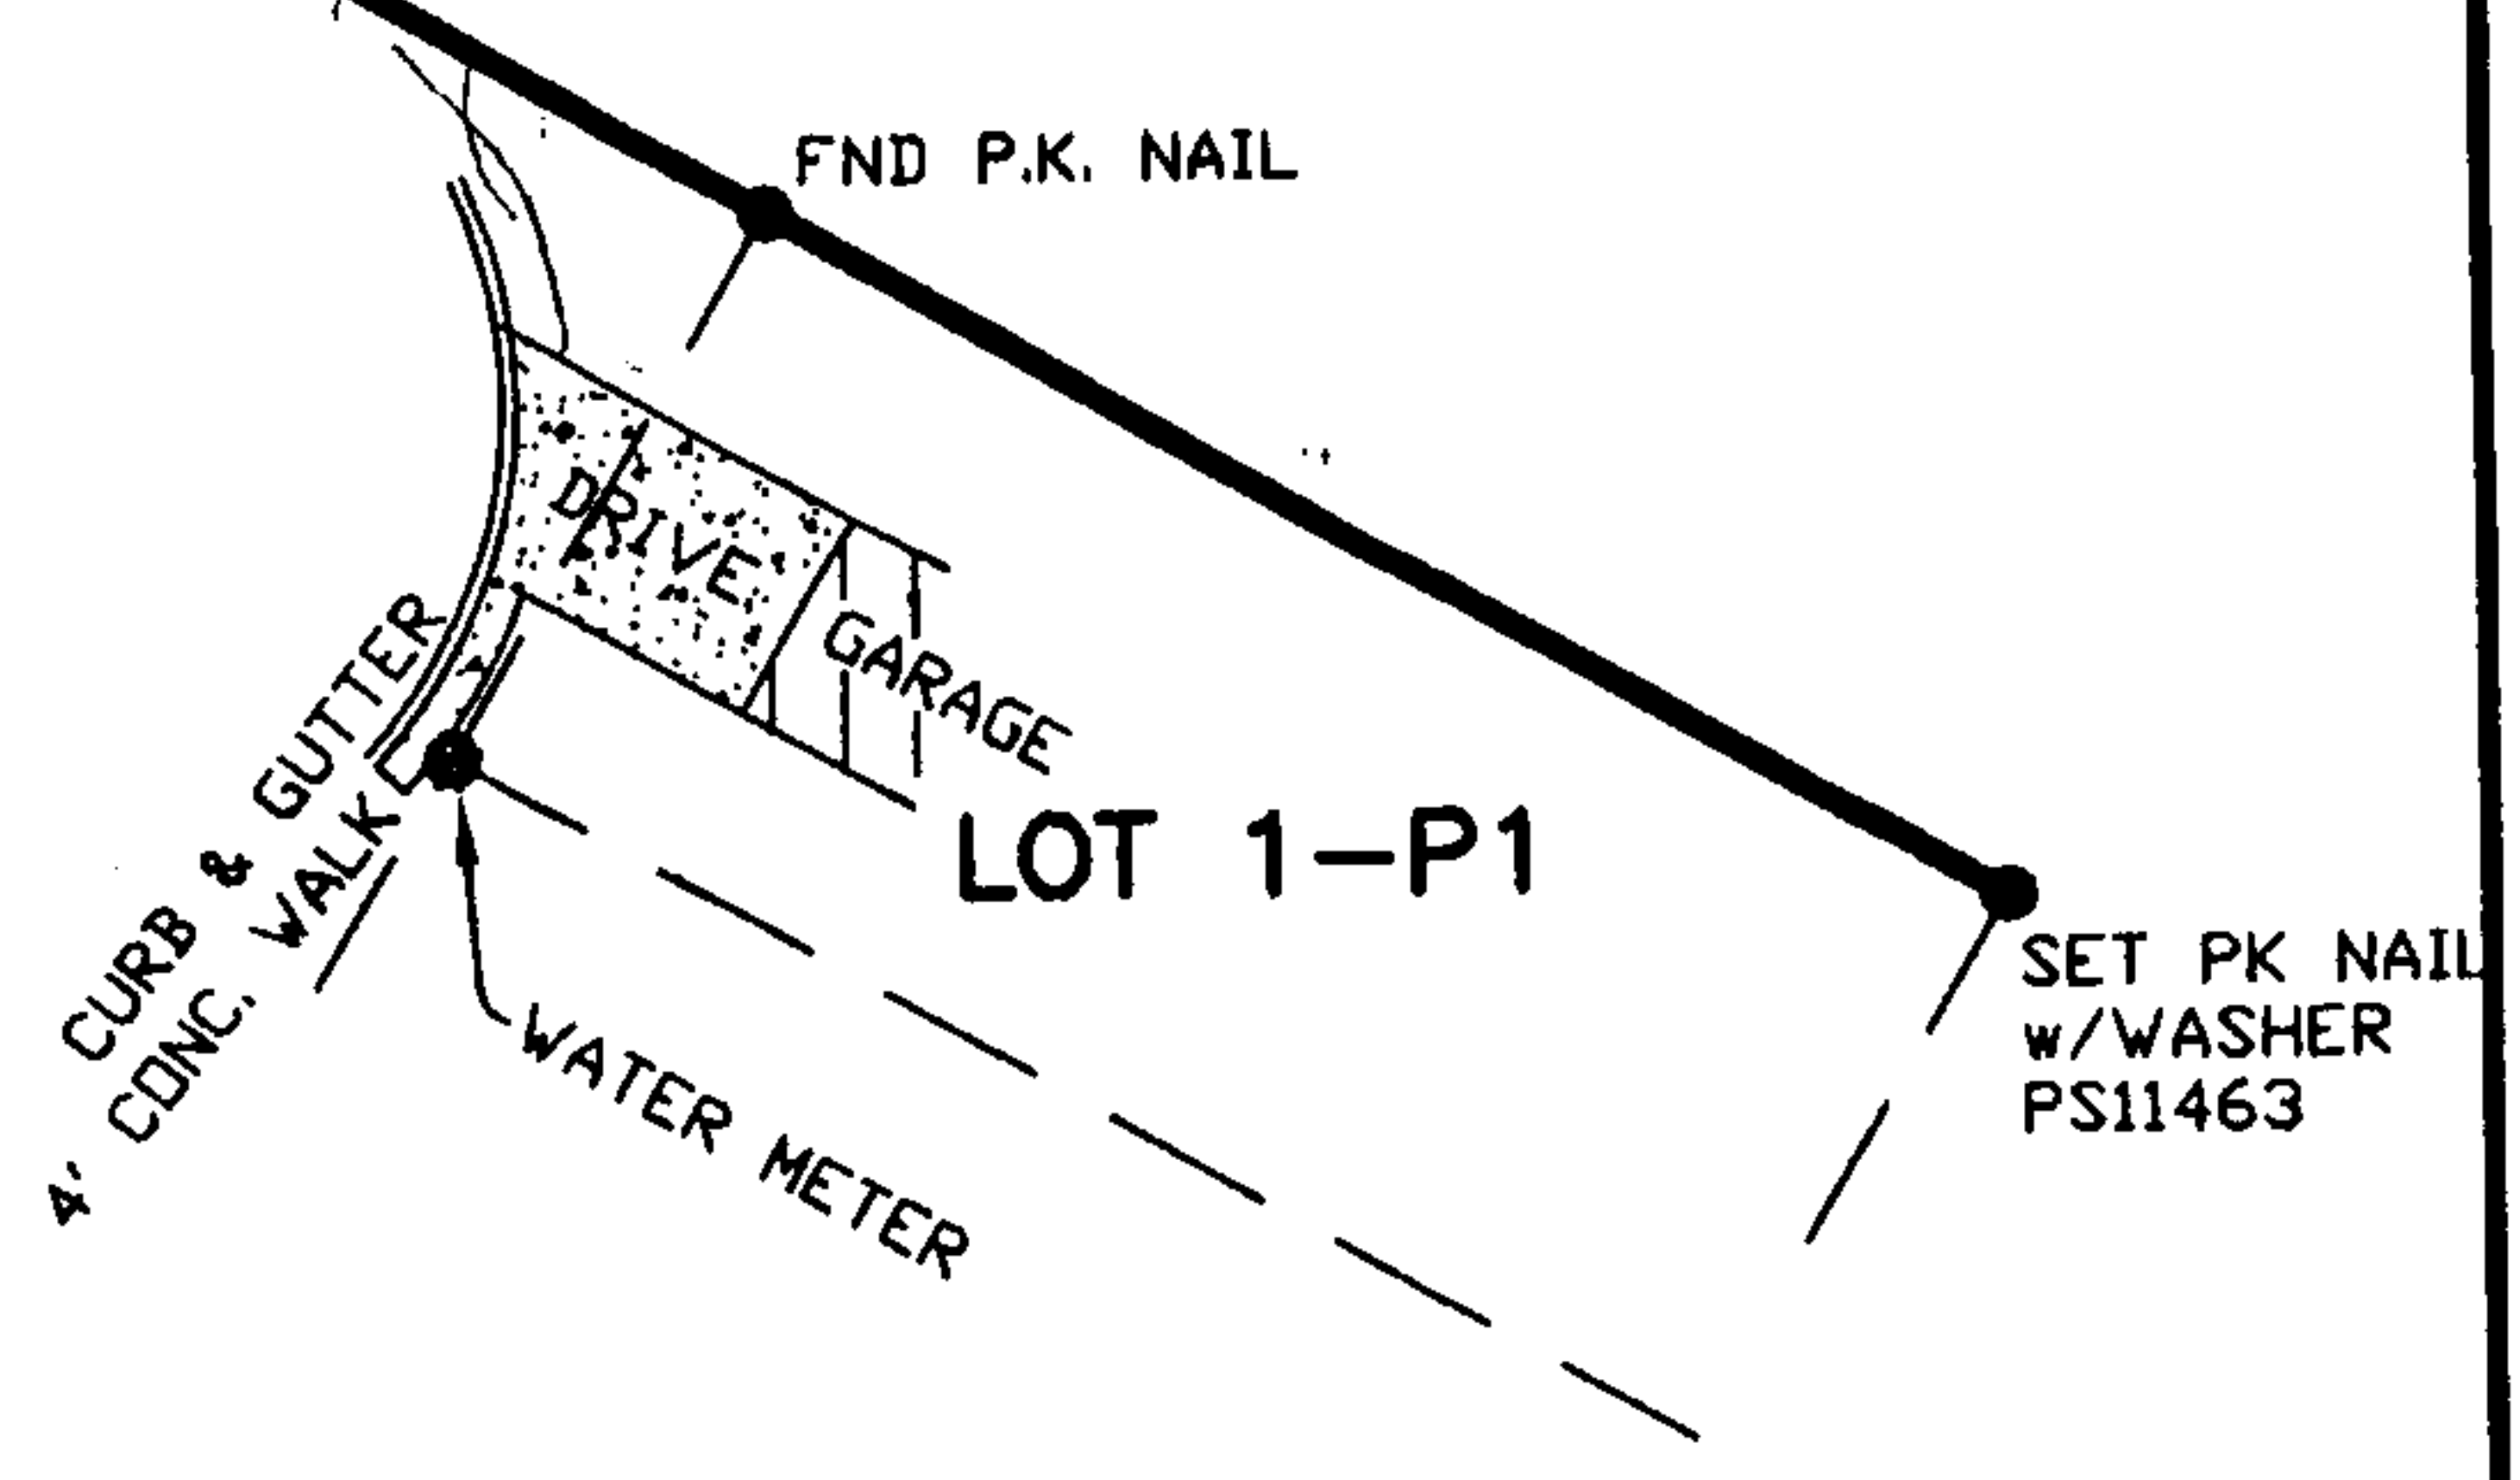 FND P.K. NAIL
DRIVE
GARAGE
CURB & GUTTER
4' CONC. WALK
LOT 1-P1
SET PK NAIL
w/WASHER
PS11463
WATER METER